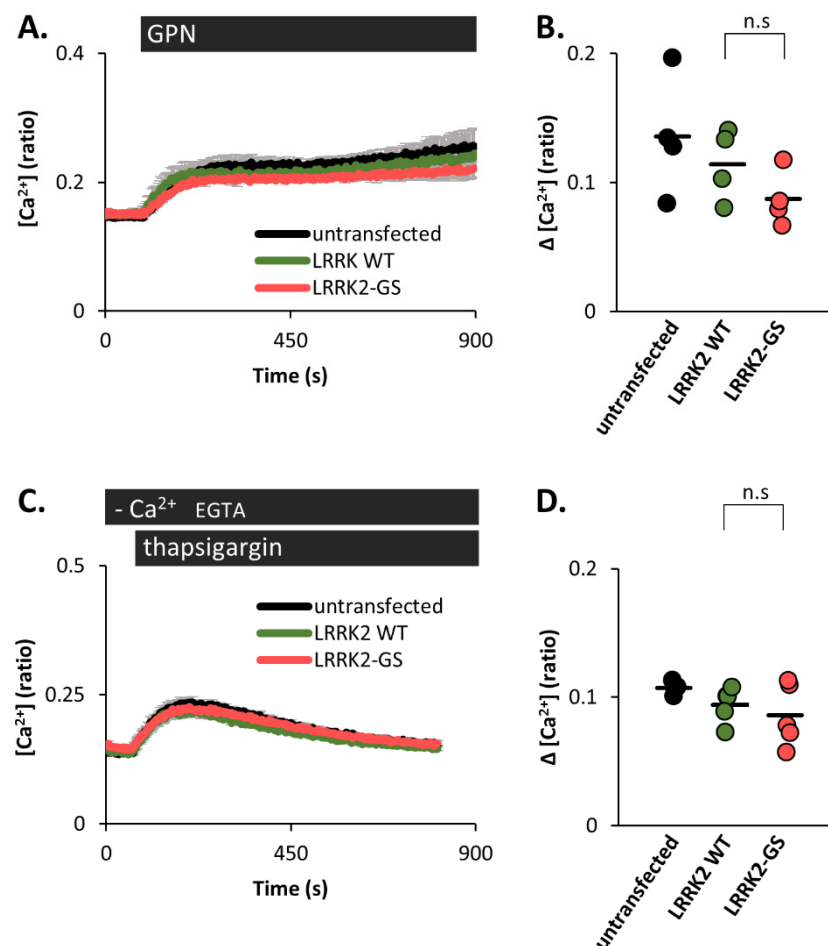 A.
GPN
0.4
0.2
0
[Ca²⁺] (ratio)
untransfected
LRRK WT
LRRK2-GS
0
450
900
Time (s)
B.
n.s
0.2
0.1
0
Δ [Ca²⁺] (ratio)
untransfected
LRRK2 WT
LRRK2-GS
C.
- Ca²⁺ EGTA
thapsigargin
0.5
0.25
0
[Ca²⁺] (ratio)
untransfected
LRRK2 WT
LRRK2-GS
0
450
900
Time (s)
D.
n.s
0.2
0.1
0
Δ [Ca²⁺] (ratio)
untransfected
LRRK2 WT
LRRK2-GS